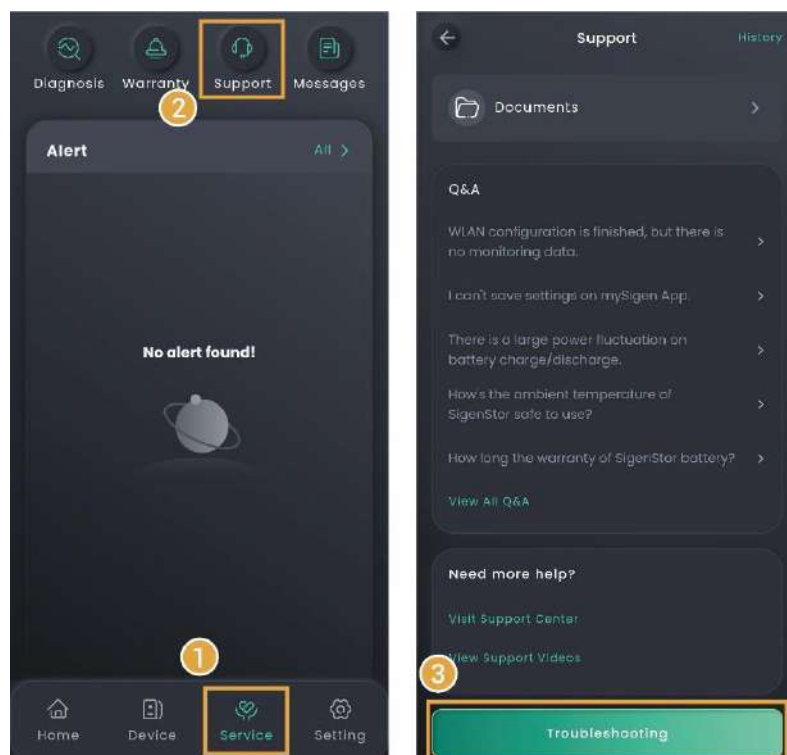 Diagnosis
Warranty
Support
Messages
2
Alert
All >
No alert found!
1
Home
Device
Service
Setting
Support
History
Documents
Q&A
WLAN configuration is finished, but there is
no monitoring data.
I can't save settings on mySigen App.
There is a large power fluctuation on
battery charge/discharge.
How's the ambient temperature of
SigenStor safe to use?
How long the warranty of SigenStor battery?
View All Q&A
Need more help?
Visit Support Center
View Support Videos
3
Troubleshooting